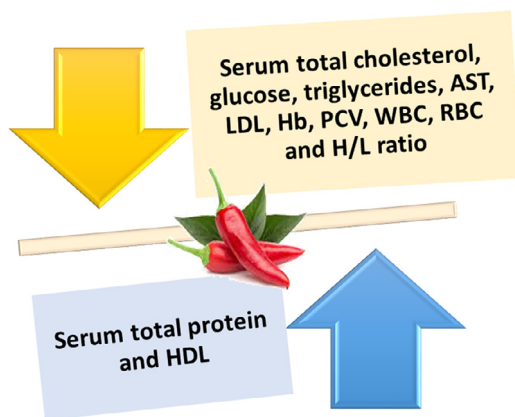 Serum total cholesterol,
glucose, triglycerides, AST,
LDL, Hb, PCV, WBC, RBC
and H/L ratio
Serum total protein
and HDL